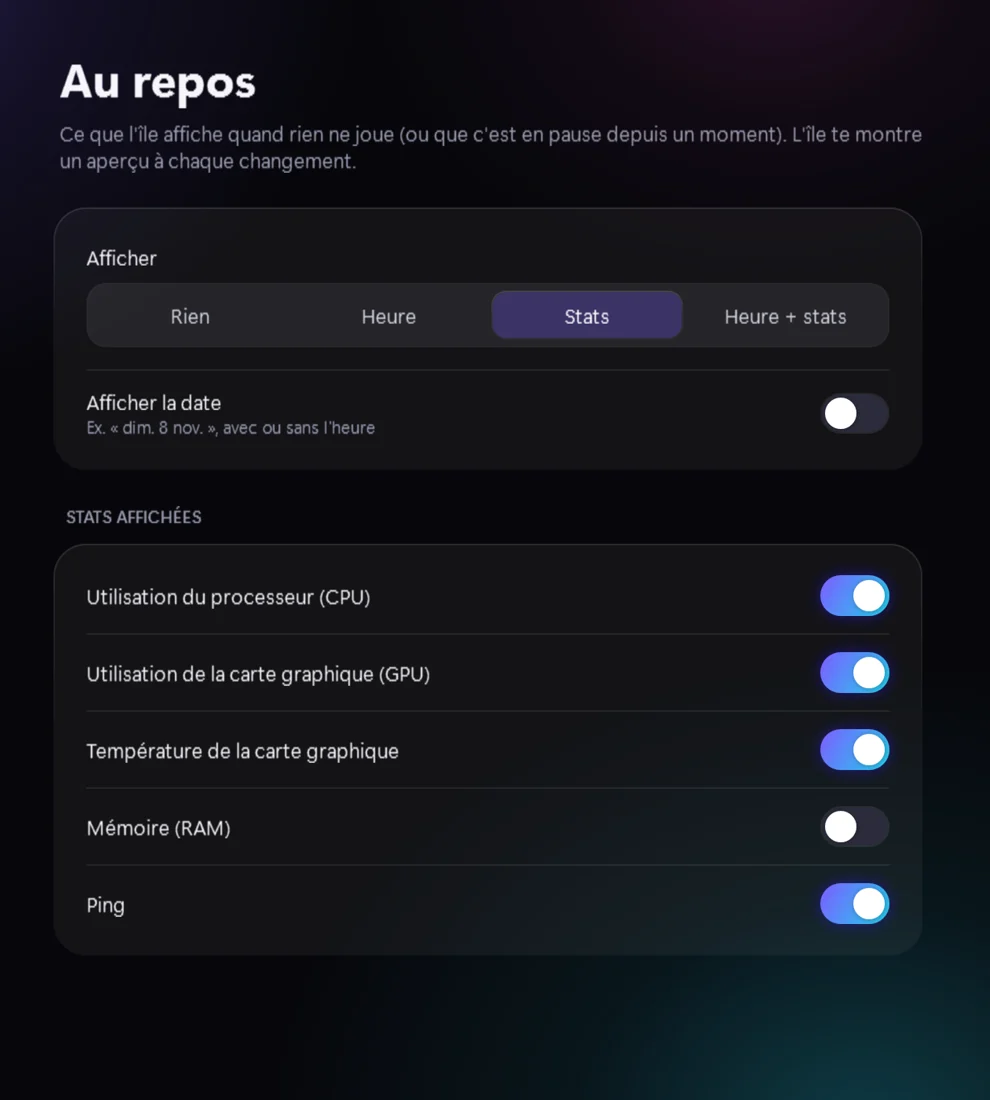 Au repos
Ce que l'île affiche quand rien ne joue (ou que c'est en pause depuis un moment). L'île te montre
un aperçu à chaque changement.
Afficher
Rien
Heure
Stats
Heure + stats
Afficher la date
Ex. « dim. 8 nov. », avec ou sans l'heure
STATS AFFICHÉES
Utilisation du processeur (CPU)
Utilisation de la carte graphique (GPU)
Température de la carte graphique
Mémoire (RAM)
Ping